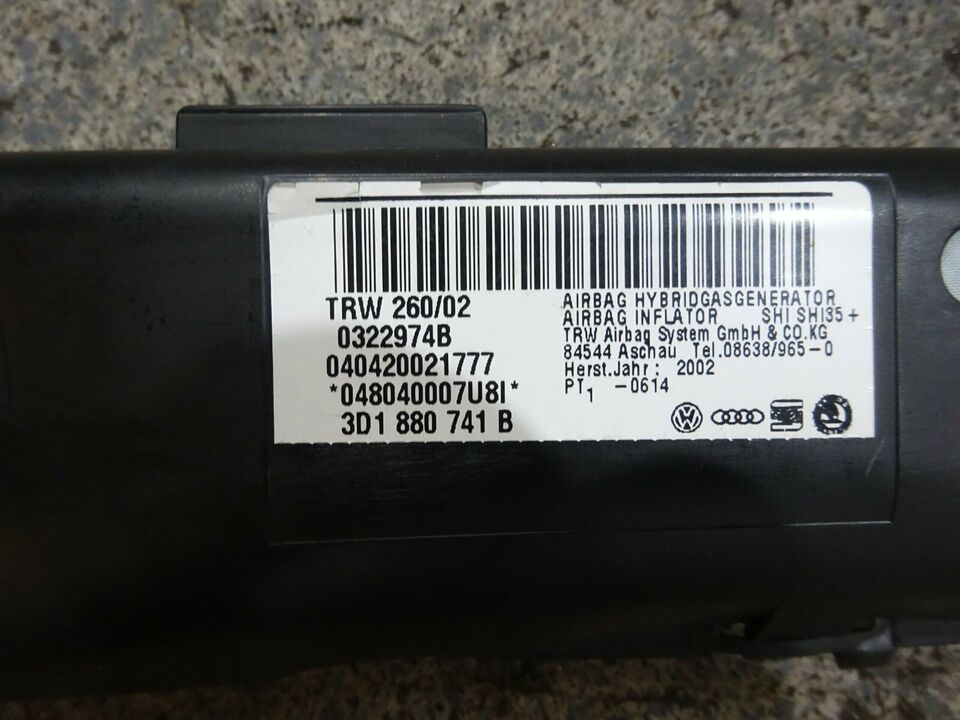 TRW 260/02
0322974B
040420021777
*048040007U8I*
3D1 880 741 B
AIRBAG HYBRIDGASGENERATOR
AIRBAG INFLATOR SHI SHI35+
TRW Airbag System GmbH & CO.KG
84544 Aschau Tel.08638/965-0
Herst.Jahr: 2002
PT1 -0614